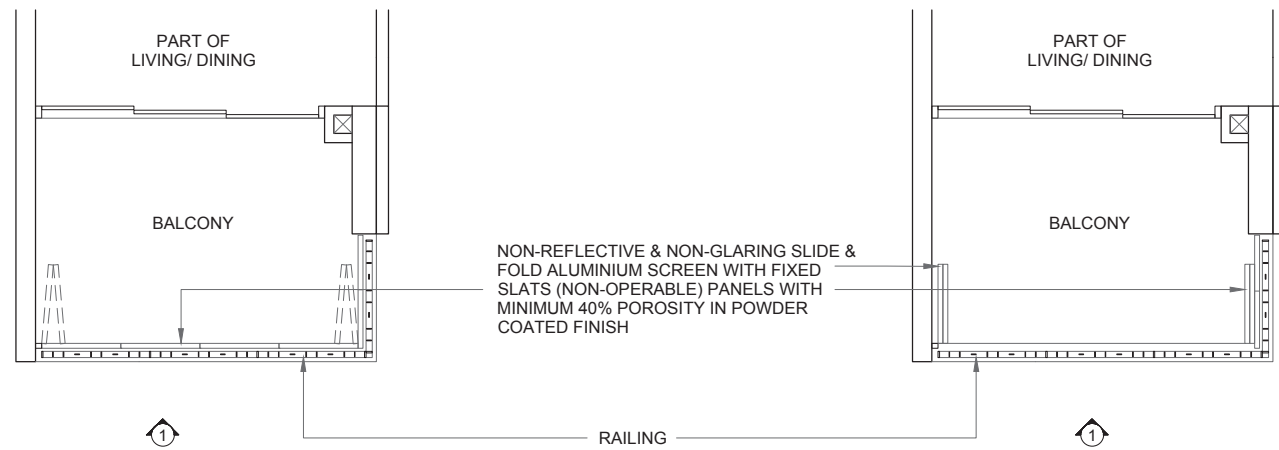 PART OF
LIVING/ DINING
BALCONY
PART OF
LIVING/ DINING
BALCONY
NON-REFLECTIVE & NON-GLARING SLIDE &
FOLD ALUMINIUM SCREEN WITH FIXED
SLATS (NON-OPERABLE) PANELS WITH
MINIMUM 40% POROSITY IN POWDER
COATED FINISH
1
RAILING
1